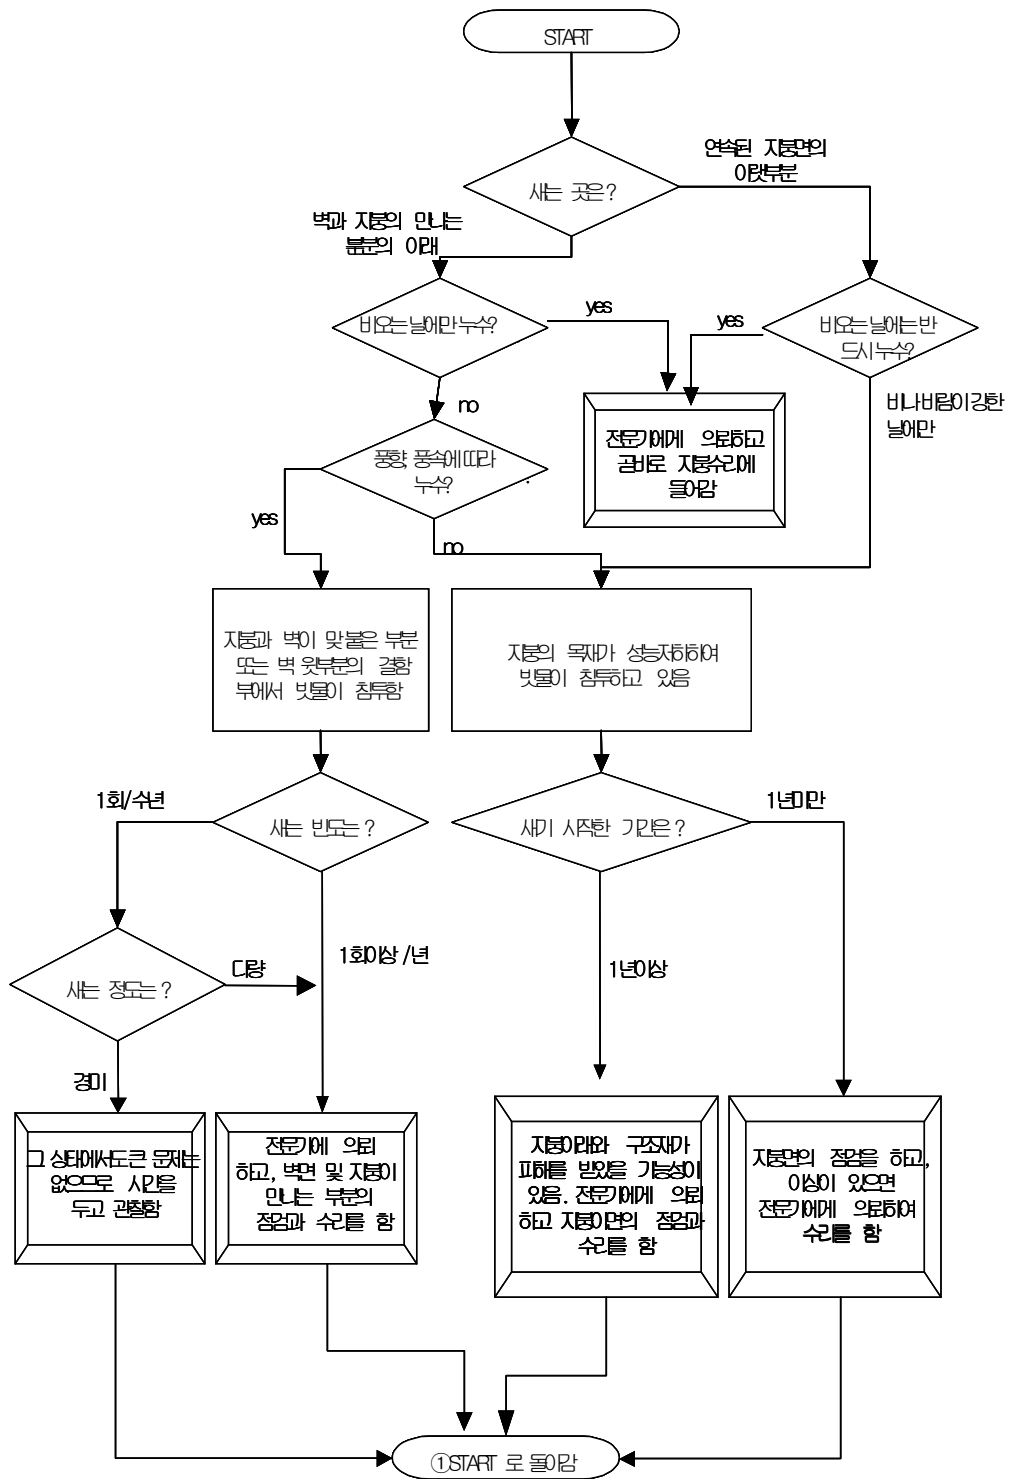 START
새는 곳은?
연속된 지붕면의
아랫부분
벽과 지붕의 만나는
부분의 아래
비오는날에만 누수?
yes
yes
비오는 날에는 반
드시 누수?
no
비나 바람이 강한
날에만
전문가에게 의뢰하고
곧바로 지붕수리에
들어감
풍향, 풍속에 따라
누수?
yes
no
지붕과 벽이 맞붙은 부분
또는 벽 윗부분의 결함
부에서 빗물이 침투함
지붕의 목재가 성능저하하여
빗물이 침투하고 있음
1회/수년
새는 빈도는?
새기 시작한 기간은?
1년미만
1회이상 /년
1년이상
새는 정도는?
다량
경미
그 상태에서도 큰 문제는
없으므로 시간을
두고 관찰함
전문가에 의뢰
하고, 벽면 및 지붕이
만나는 부분의
점검과 수리를 함
지붕아래와 구조재가
피해를 받았을 가능성이
있음. 전문가에게 의뢰
하고 지붕이면의 점검과
수리를 함
지붕면의 점검을 하고,
이상이 있으면
전문가에게 의뢰하여
수리를 함
①START 로 돌아감